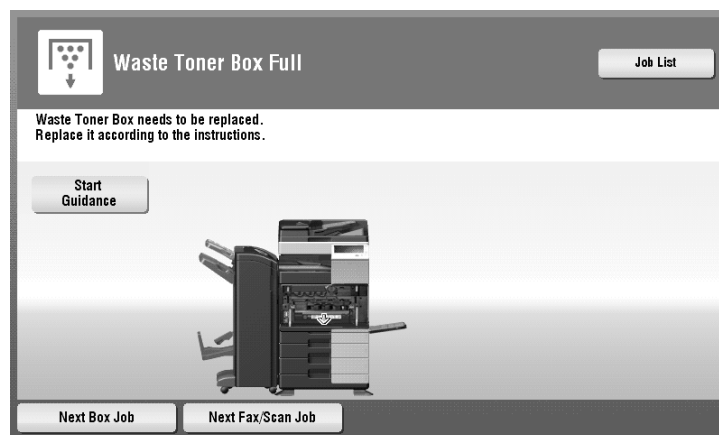 Waste Toner Box Full
Job List
Waste Toner Box needs to be replaced.
Replace it according to the instructions.
Start
Guidance
Next Box Job
Next Fax/Scan Job